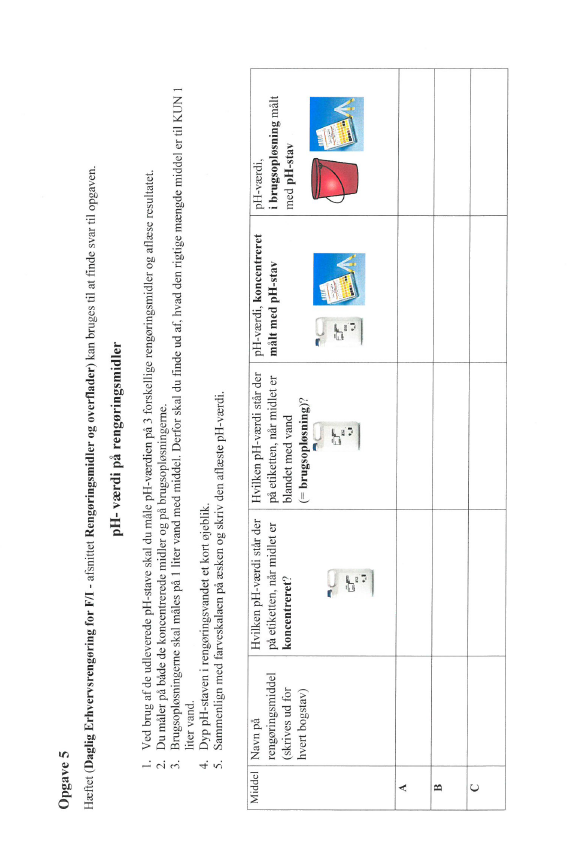 Opgave 5
Hæftet (Daglig Erhvervsrengøring for F/I - afsnittet Rengøringsmidler og overflader) kan bruges til at finde svar til opgaven.
pH- værdi på rengøringsmidler
1. Ved brug af de udleverede pH-stave skal du måle pH-værdien på 3 forskellige rengøringsmidler og aflæse resultatet.
2. Du måler på både de koncentrerede midler og på brugsopløsningerne.
3. Brugsopløsningerne skal måles på 1 liter vand med middel. Derfor skal du finde ud af, hvad den rigtige mængde middel er til KUN 1
liter vand.
4. Dyp pH-staven i rengøringsvandet et kort øjeblik.
5. Sammenlign med farveskalaen på æsken og skriv den aflæste pH-værdi.
Middel
Navn på
rengøringsmiddel
(skrives ud for
hvert bogstav)
Hvilken pH-værdi står der
på etiketten, når midlet er
koncentreret?
Hvilken pH-værdi står der
på etiketten, når midlet er
blandet med vand
(= brugsopløsning)?
pH-værdi, koncentreret
målt med pH-stav
pH-værdi,
i brugsopløsning målt
med pH-stav
A
B
C